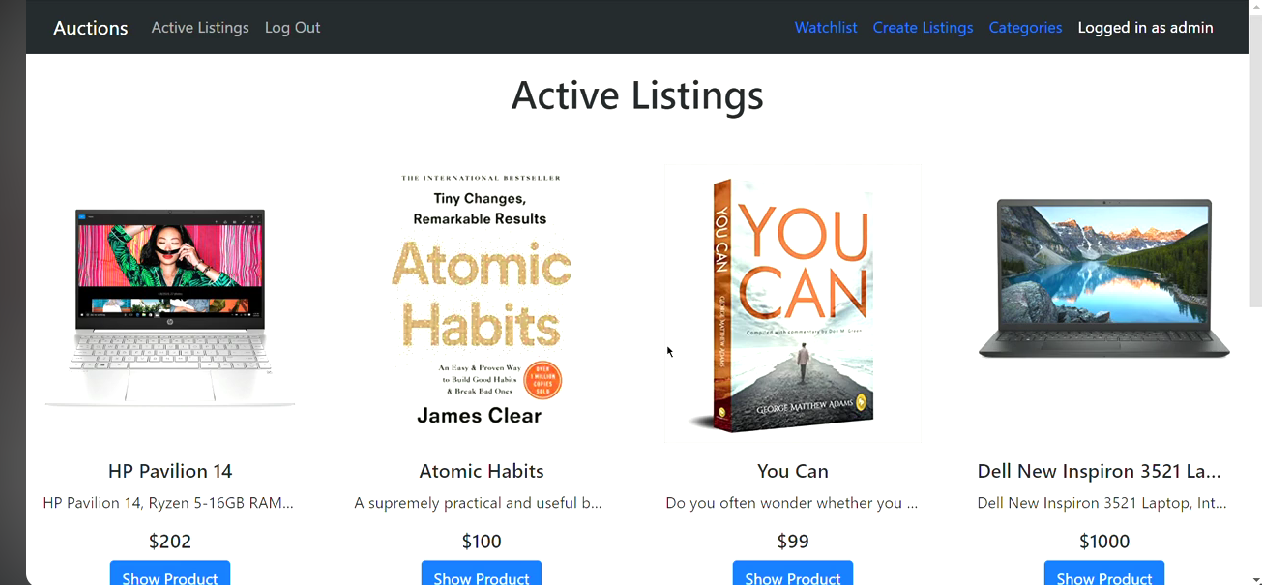 Auctions Active Listings Log Out Watchlist Create Listings Categories Logged in as admin
Active Listings
THE INTERNATIONAL BESTSELLER
Tiny Changes,
Remarkable Results
Atomic
Habits
An Easy & Proven Way
to Build Good Habits
& Break Bad Ones
OVER
1 MILLION
COPIES
SOLD
James Clear
YOU CAN
GEORGE MATTHEW ADAMS
YOU
CAN
GEORGE MATTHEW ADAMS
hp
HP Pavilion 14
Atomic Habits
You Can
Dell New Inspiron 3521 La...
HP Pavilion 14, Ryzen 5-16GB RAM...
A supremely practical and useful b...
Do you often wonder whether you ...
Dell New Inspiron 3521 Laptop, Int...
$202
$100
$99
$1000
Show Product
Show Product
Show Product
Show Product